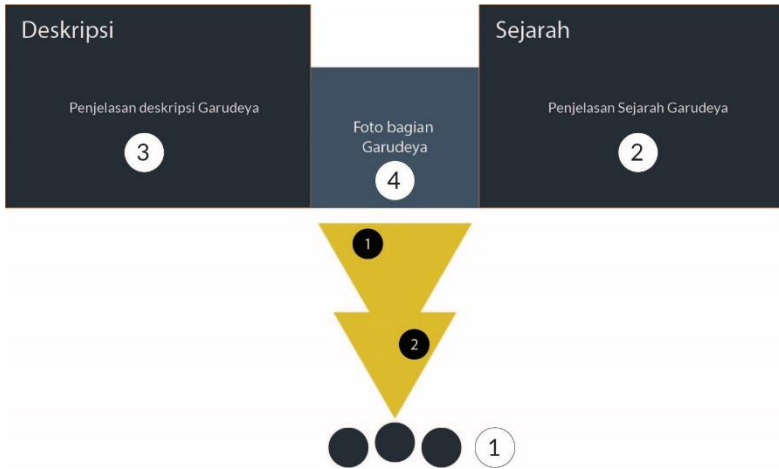 Deskripsi
Penjelasan deskripsi Garudeya
3
Foto bagian
Garudeya
4
Sejarah
Penjelasan Sejarah Garudeya
2
1
2
1